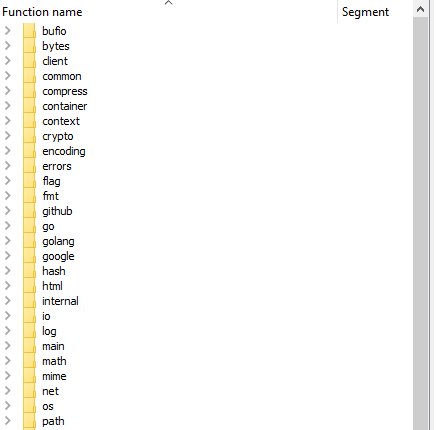 Function name Segment
bufio
bytes
client
common
compress
container
context
crypto
encoding
errors
flag
fmt
github
go
golang
google
hash
html
internal
io
log
main
math
mime
net
os
path